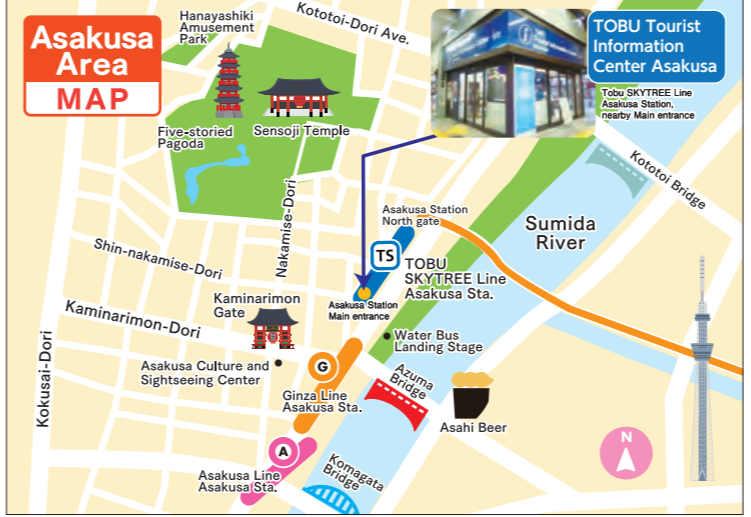 Asakusa
Area
MAP
Hanayashiki
Amusement
Park
Kototoi-Dori Ave.
TOBU Tourist
Information
Center Asakusa
Tobu SKYTREE Line
Asakusa Station,
nearby Main entrance
Five-storied
Pagoda
Sensoji Temple
Kototoi Bridge
Nakamise-Dori
Asakusa Station
North gate
Sumida
River
TS
TOBU
SKYTREE Line
Asakusa Sta.
Shin-nakamise-Dori
Kaminarimon
Gate
Asakusa Station
Main entrance
Kaminarimon-Dori
Kokusai-Dori
Water Bus
Landing Stage
Asakusa Culture and
Sightseeing Center
G
Ginza Line
Asakusa Sta.
Azuma
Bridge
Asahi Beer
N
A
Asakusa Line
Asakusa Sta.
Komagata
Bridge